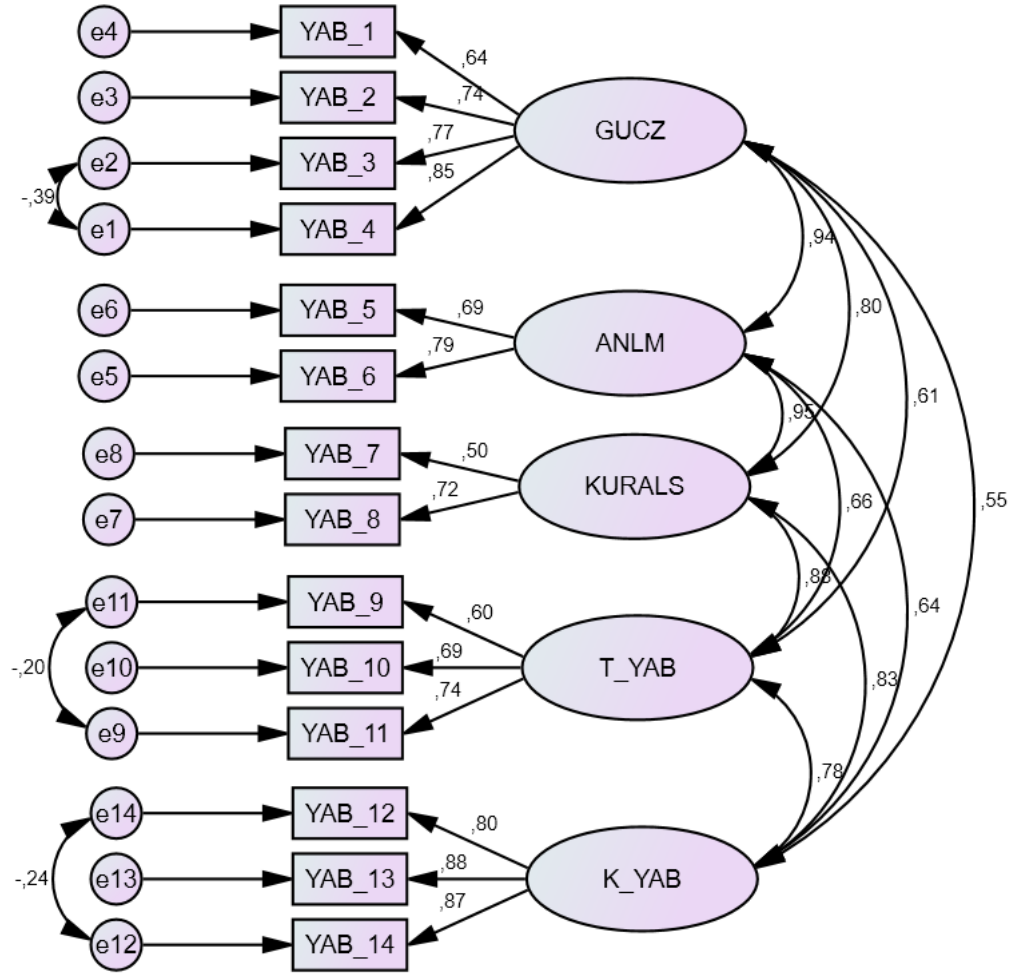 e4
YAB_1
,64
e3
YAB_2
,74
GUCZ
e2
YAB_3
,77
-,39
e1
YAB_4
,85
,94
e6
YAB_5
,69
,80
ANLM
e5
YAB_6
,79
,61
,95
e8
YAB_7
,50
KURALS
e7
YAB_8
,72
,66
,55
,88
e11
YAB_9
,60
,64
-,20
e10
YAB_10
,69
T_YAB
,83
e9
YAB_11
,74
,78
e14
YAB_12
,80
-,24
e13
YAB_13
,88
K_YAB
e12
YAB_14
,87